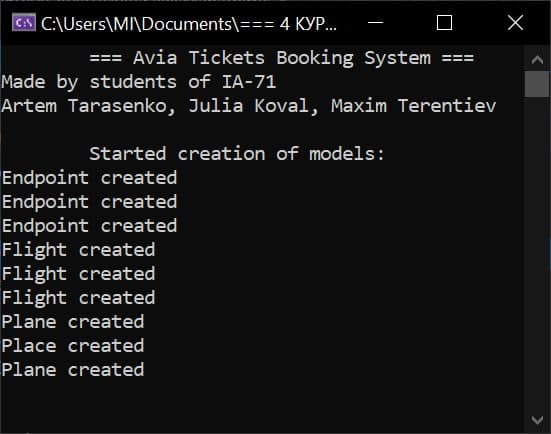 C:\Users\MI\Documents\=== 4 КУР...
=== Avia Tickets Booking System ===
Made by students of IA-71
Artem Tarasenko, Julia Koval, Maxim Terentiev
Started creation of models:
Endpoint created
Endpoint created
Endpoint created
Flight created
Flight created
Flight created
Plane created
Place created
Plane created